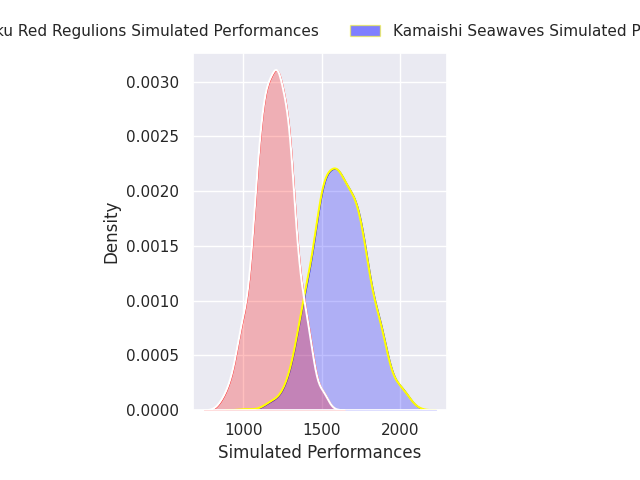 ku Red Regulions Simulated Performances Kamaishi Seawaves Simulated P
0.0030
0.0025
0.0020
0.0015
0.0010
0.0005
0.0000
Density
1000 1500 2000
Simulated Performances